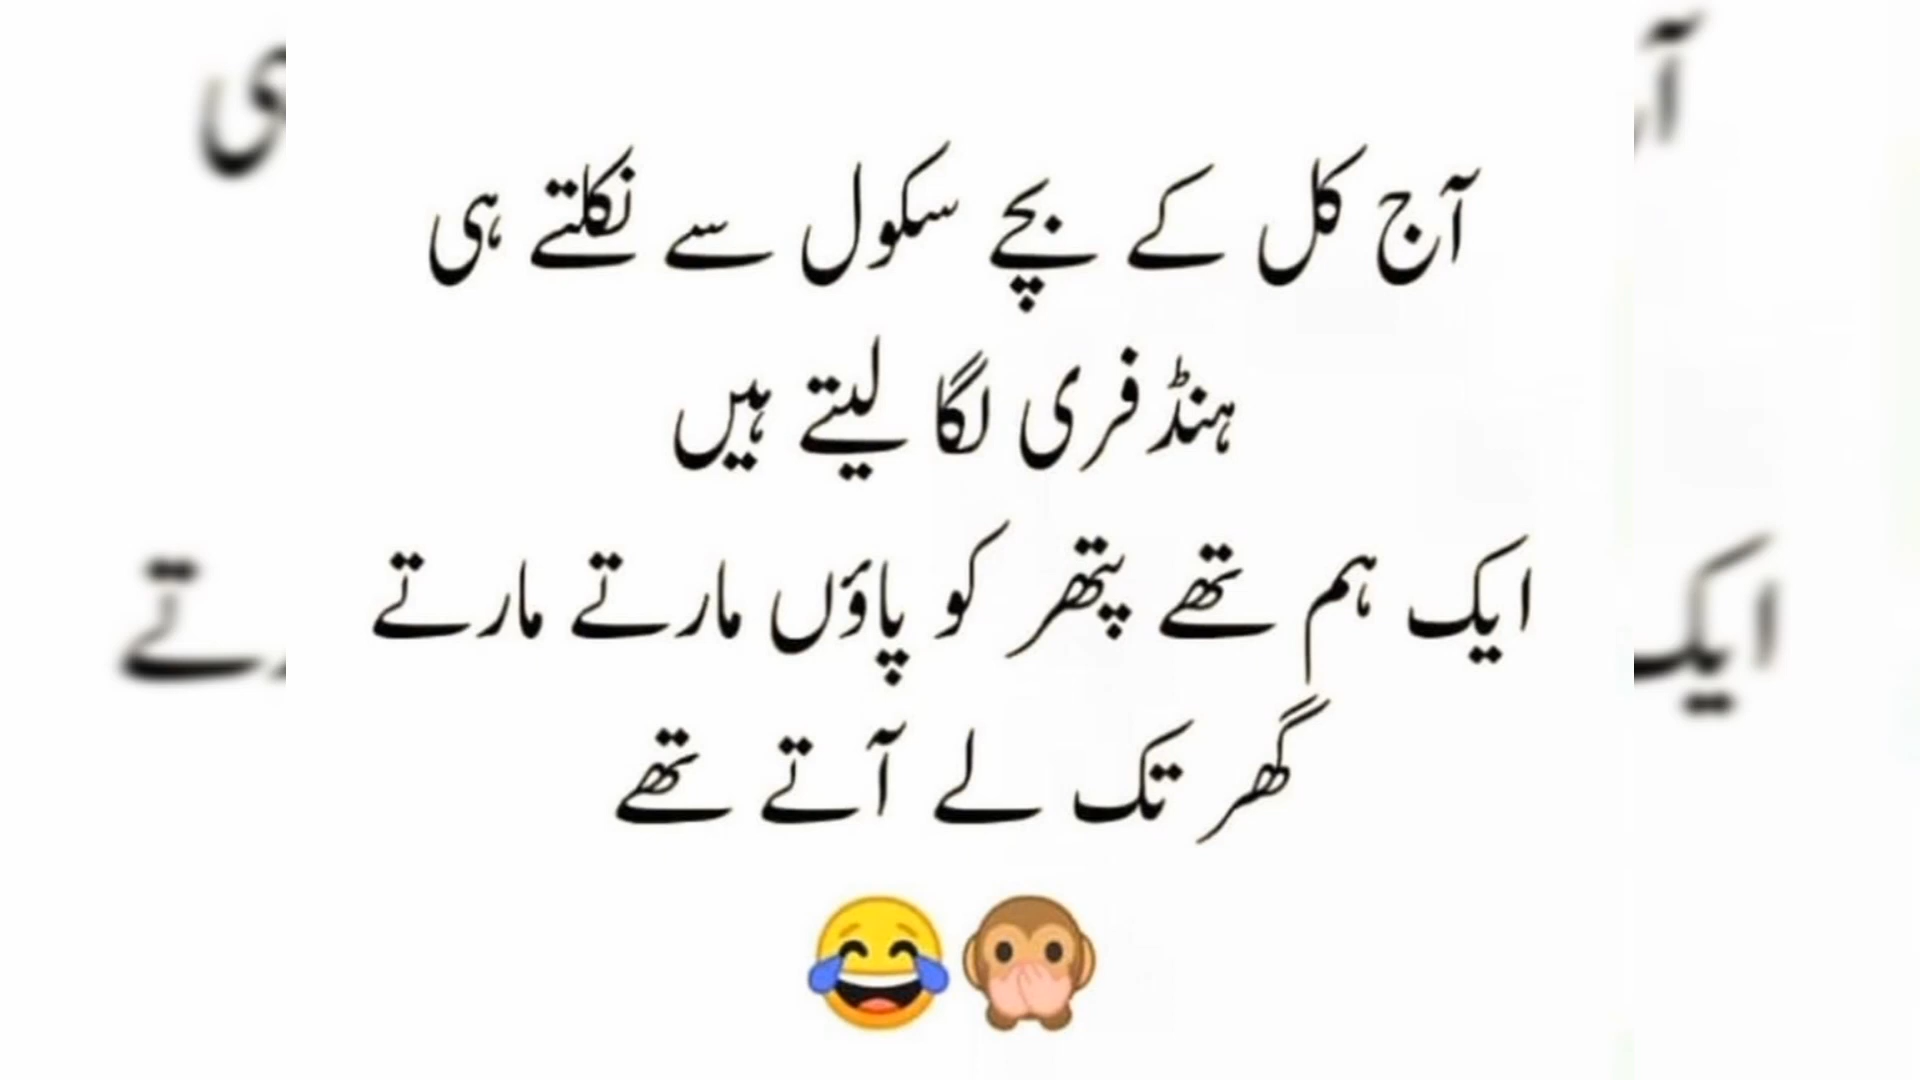 آج کل کے بچے سکول سے نکلتے ہی
ہنڈفری لگا لیتے ہیں
ایک ہم تھے پتھر کو پاؤں مارتے مارتے
گھر تک لے آتے تھے